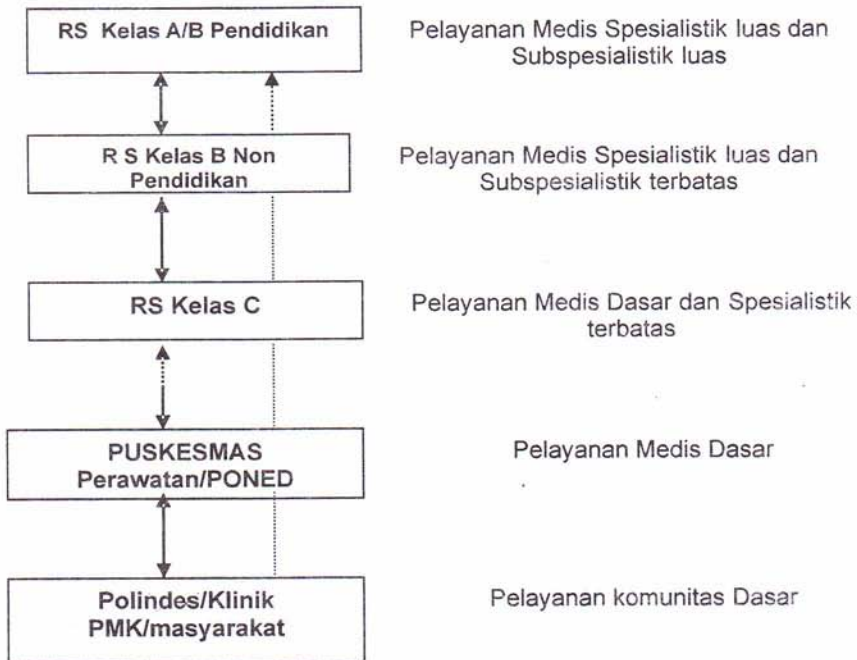 RS Kelas A/B Pendidikan
Pelayanan Medis Spesialistik luas dan
Subspesialistik luas
R S Kelas B Non
Pendidikan
Pelayanan Medis Spesialistik luas dan
Subspesialistik terbatas
RS Kelas C
Pelayanan Medis Dasar dan Spesialistik
terbatas
PUSKESMAS
Perawatan/PONED
Pelayanan Medis Dasar
Polindes/Klinik
PMK/masyarakat
Pelayanan komunitas Dasar